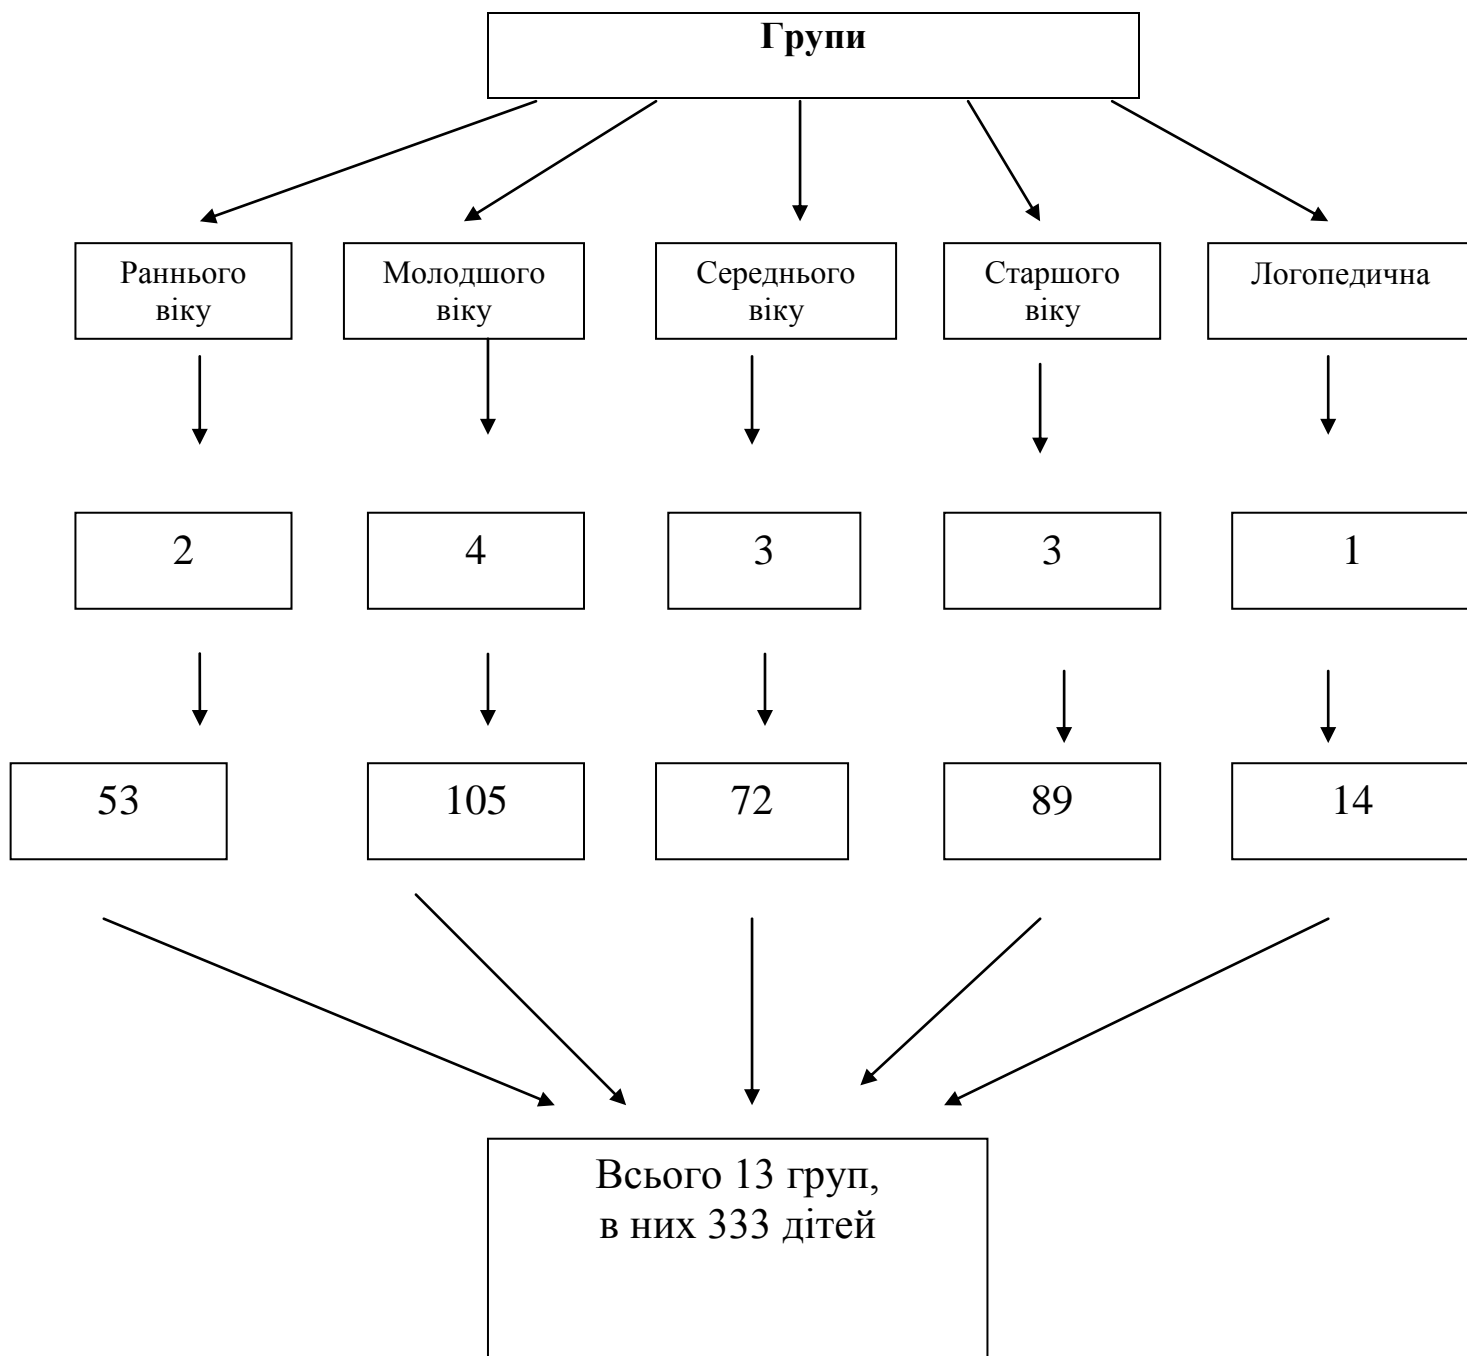 Групи
Раннього
віку
Молодшого
віку
Середнього
віку
Старшого
віку
Логопедична
2
4
3
3
1
53
105
72
89
14
Всього 13 груп,
в них 333 дітей